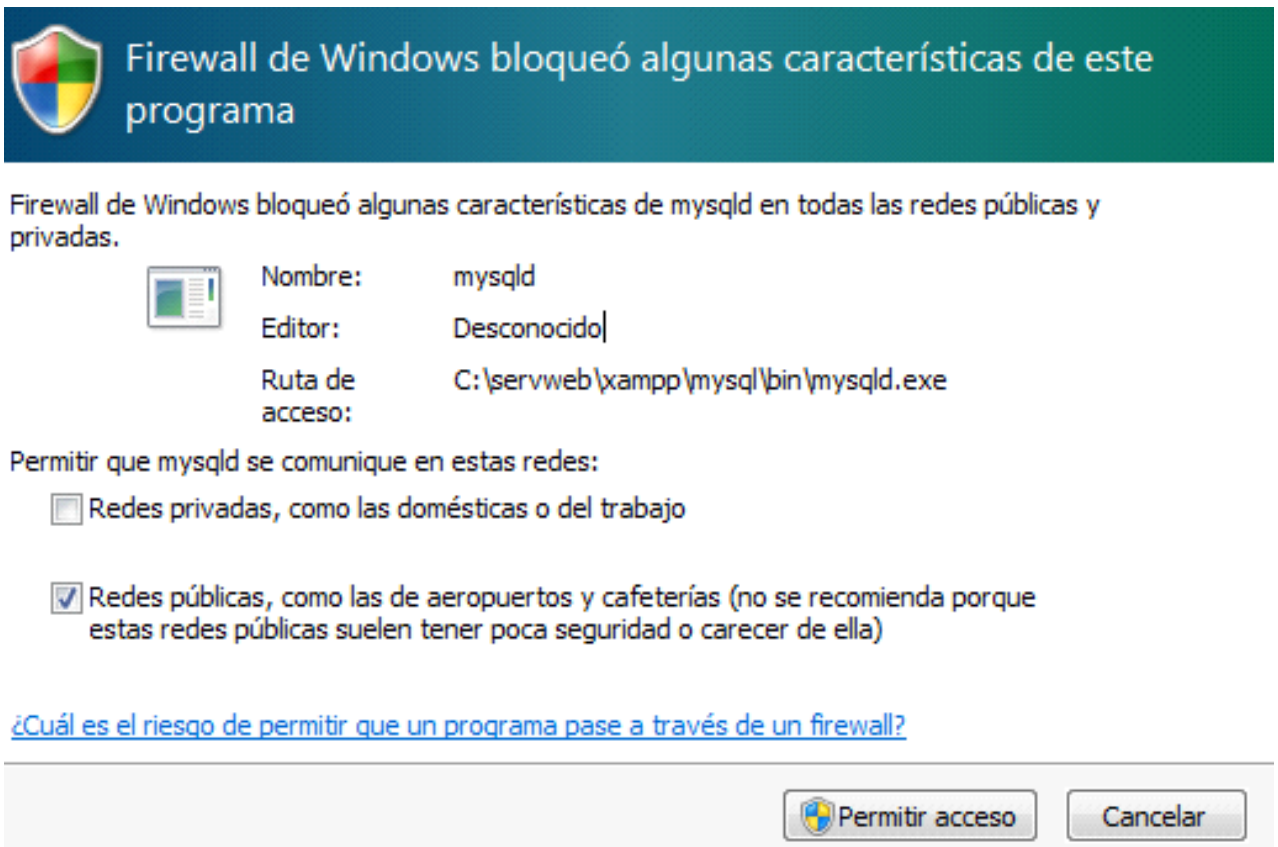 Firewall de Windows bloqueó algunas características de este
programa
Firewall de Windows bloqueó algunas características de mysqld en todas las redes públicas y
privadas.
Nombre: mysqld
Editor: Desconocido
Ruta de acceso: C:\servweb\xampp\mysql\bin\mysqld.exe
Permitir que mysqld se comunique en estas redes:
Redes privadas, como las domésticas o del trabajo
Redes públicas, como las de aeropuertos y cafeterías (no se recomienda porque
estas redes públicas suelen tener poca seguridad o carecer de ella)
¿Cuál es el riesgo de permitir que un programa pase a través de un firewall?
Permitir acceso
Cancelar